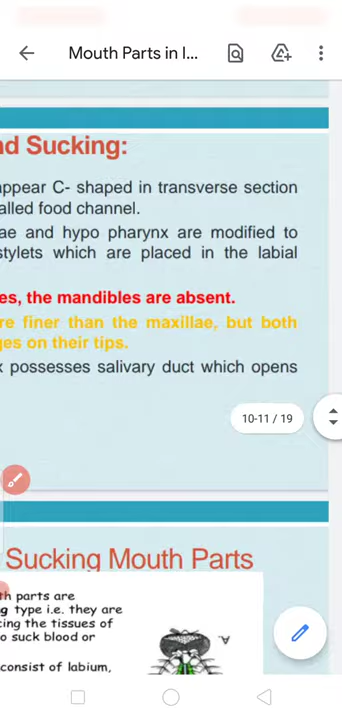 Mouth Parts in I...
nd Sucking:
appear C- shaped in transverse section
alled food channel.
ae and hypo pharynx are modified to
stylets which are placed in the labial
es, the mandibles are absent.
re finer than the maxillae, but both
ges on their tips.
x possesses salivary duct which opens
10-11 / 19
Sucking Mouth Parts
th parts are
g type i.e. they are
cing the tissues of
o suck blood or
consist of labium,
A